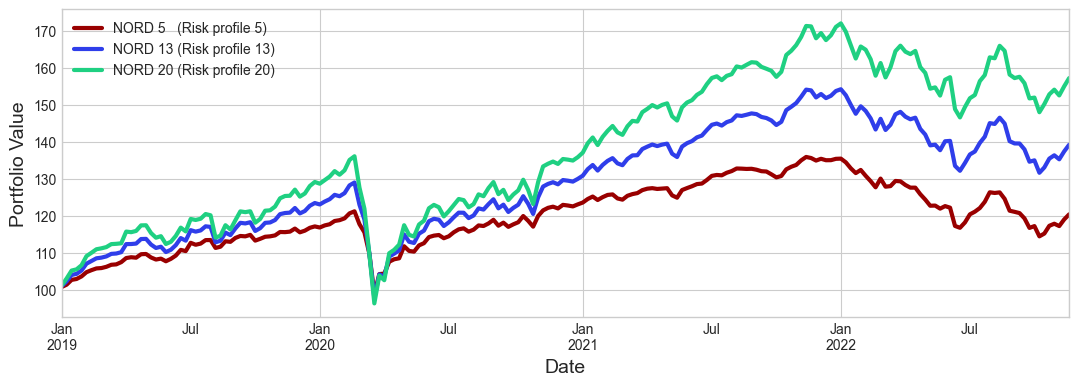 NORD 5 (Risk profile 5)
NORD 13 (Risk profile 13)
NORD 20 (Risk profile 20)
Portfolio Value
170
160
150
140
130
120
110
100
Jan Jul Jan Jul Jan Jul Jan Jul
2019 2020 2021 2022
Date